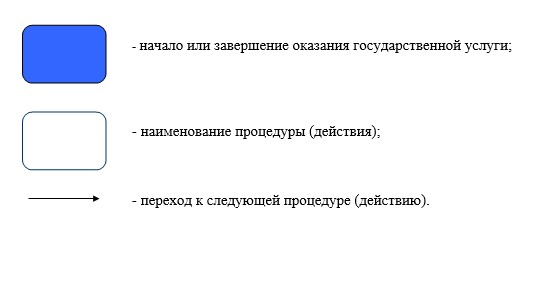 - начало или завершение оказания государственной услуги;
- наименование процедуры (действия);
- переход к следующей процедуре (действию).